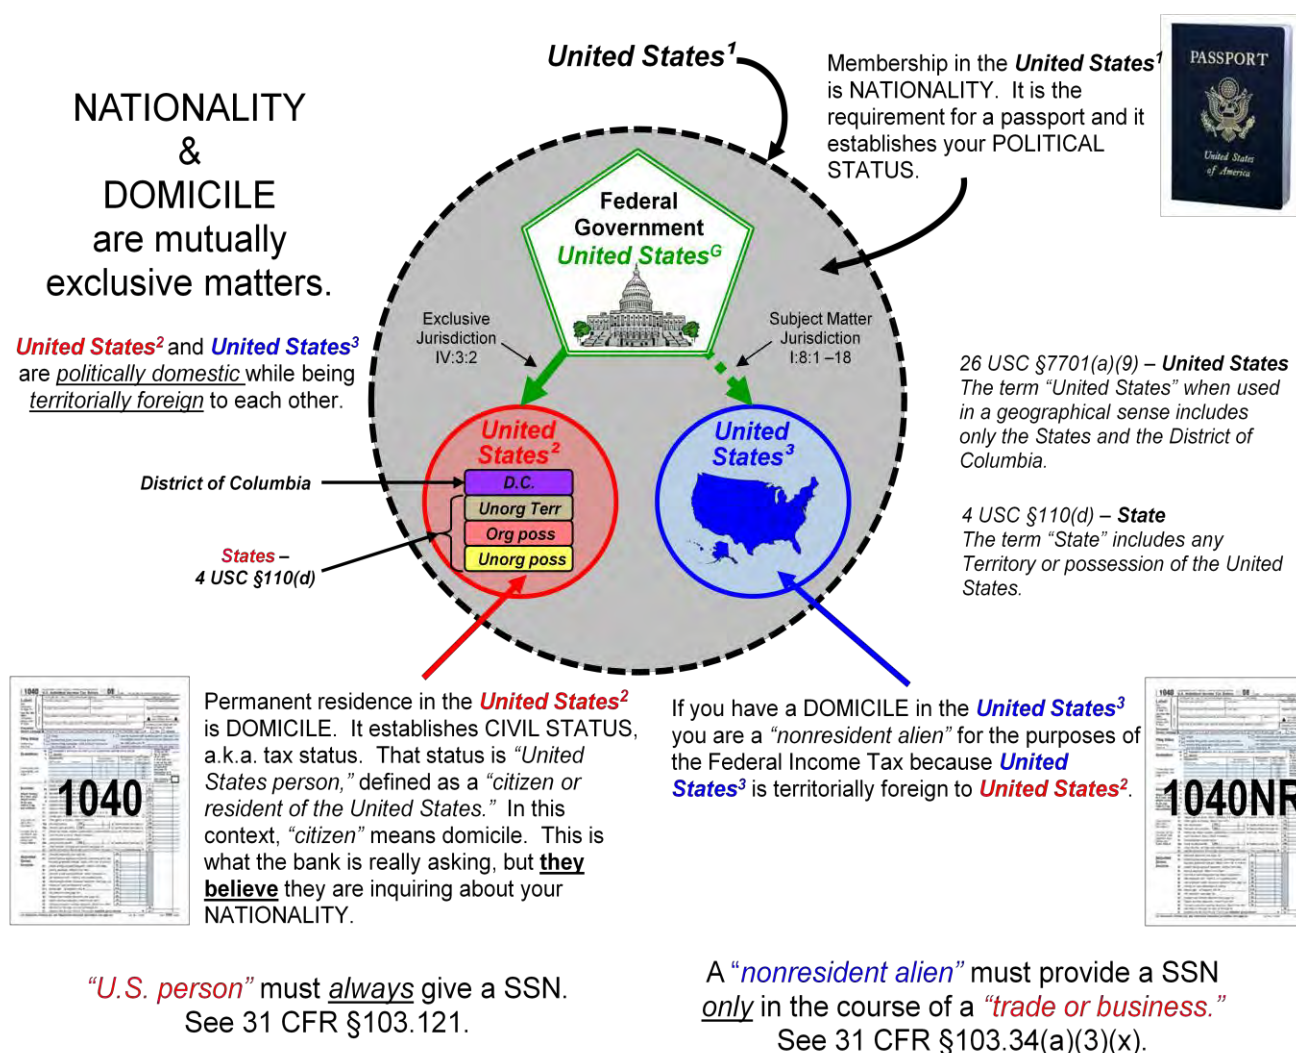 United States¹
Membership in the United States¹
is NATIONALITY. It is the
requirement for a passport and it
establishes your POLITICAL
STATUS.
PASSPORT
United States
of America
NATIONALITY
&
DOMICILE
are mutually
exclusive matters.
United States² and United States³
are politically domestic while being
territorially foreign to each other.
Federal
Government
United Statesᴳ
Exclusive
Jurisdiction
IV:3:2
Subject Matter
Jurisdiction
I:8:1 –18
26 USC §7701(a)(9) – United States
The term “United States” when used
in a geographical sense includes
only the States and the District of
Columbia.
4 USC §110(d) – State
The term “State” includes any
Territory or possession of the United
States.
United
States²
D.C.
Unorg Terr
Org poss
Unorg poss
United
States³
District of Columbia
States –
4 USC §110(d)
1040
1040
Permanent residence in the United States²
is DOMICILE. It establishes CIVIL STATUS,
a.k.a. tax status. That status is “United
States person,” defined as a “citizen or
resident of the United States.” In this
context, “citizen” means domicile. This is
what the bank is really asking, but they
believe they are inquiring about your
NATIONALITY.
If you have a DOMICILE in the United States³
you are a “nonresident alien” for the purposes of
the Federal Income Tax because United
States³ is territorially foreign to United States².
1040
1040NR
“U.S. person” must always give a SSN.
See 31 CFR §103.121.
A “nonresident alien” must provide a SSN
only in the course of a “trade or business.”
See 31 CFR §103.34(a)(3)(x).